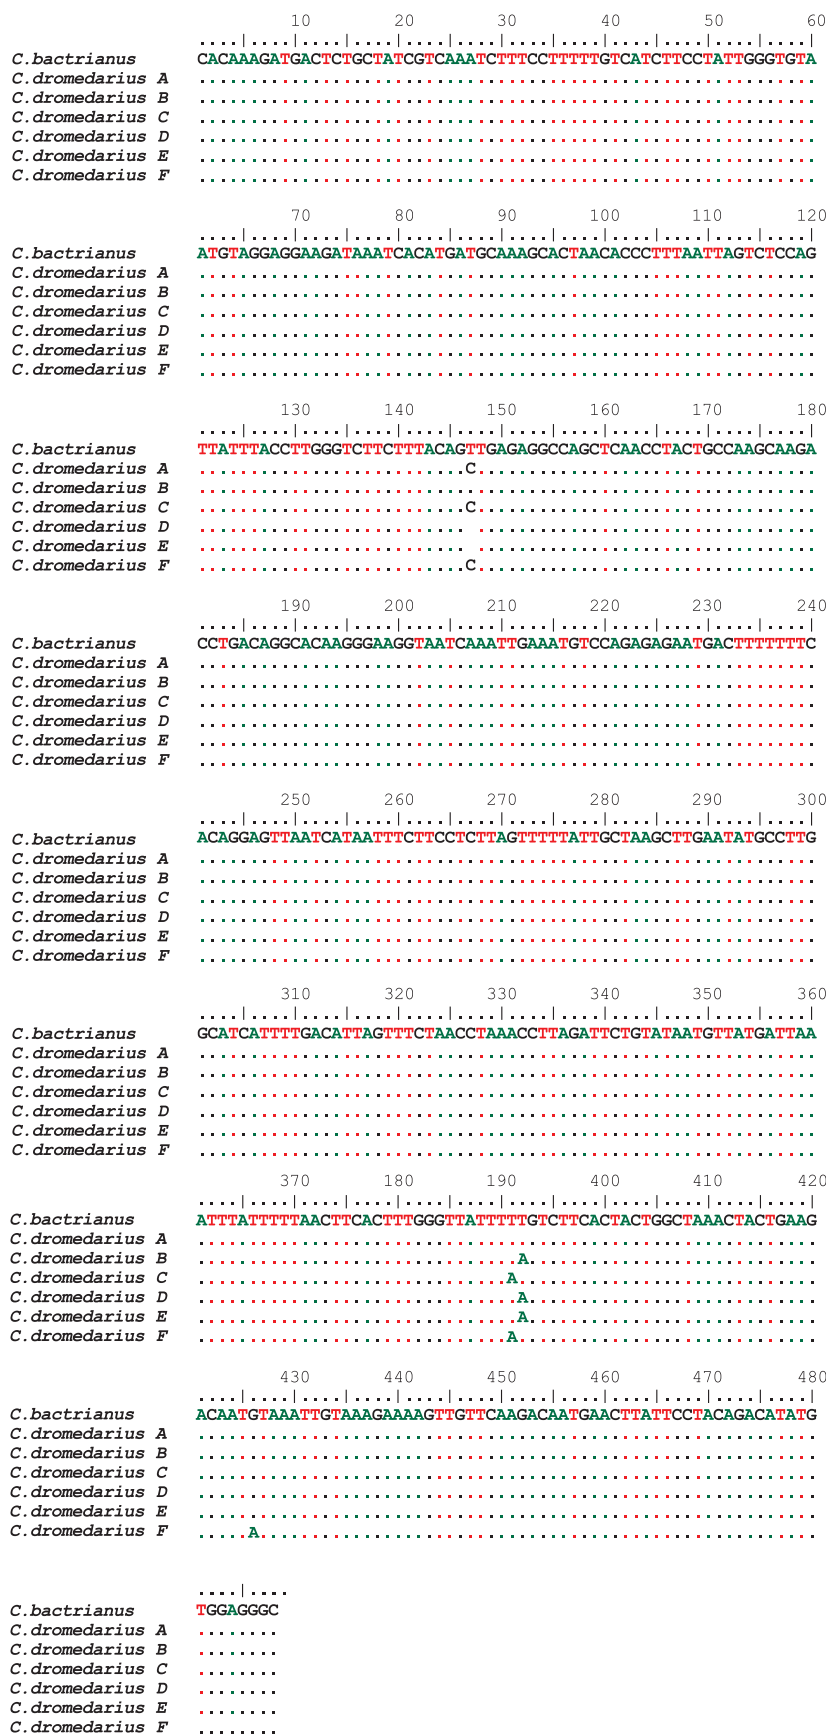 10 20 30 40 50 60
C.bactrianus CACAAAGATGACTCTGCTATCGTCAAATCTTTCCTTTTTGTCATCTTCCTATTGGGTGTA
C.dromedarius A
C.dromedarius B
C.dromedarius C
C.dromedarius D
C.dromedarius E
C.dromedarius F
70 80 90 100 110 120
C.bactrianus ATGTAGGAGGAAGATAAATCACATGATGCAAAGCACTAACACCCTTTAATTAGTCTCCAG
C.dromedarius A
C.dromedarius B
C.dromedarius C
C.dromedarius D
C.dromedarius E
C.dromedarius F
130 140 150 160 170 180
C.bactrianus TTATTTACCTTGGGTCTTCTTTACAGTTGAGAGGCCAGCTCAACCTACTGCCAAGCAAGA
C.dromedarius A C
C.dromedarius B
C.dromedarius C C
C.dromedarius D
C.dromedarius E
C.dromedarius F C
190 200 210 220 230 240
C.bactrianus CCTGACAGGCACAAGGGAAGGTAATCAAATTGAAATGTCCAGAGAGAATGACTTTTTTTC
C.dromedarius A
C.dromedarius B
C.dromedarius C
C.dromedarius D
C.dromedarius E
C.dromedarius F
250 260 270 280 290 300
C.bactrianus ACAGGAGTTAATCATAATTTCTTCCTCTTAGTTTTTATTGCTAAGCTTGAATATGCCTTG
C.dromedarius A
C.dromedarius B
C.dromedarius C
C.dromedarius D
C.dromedarius E
C.dromedarius F
310 320 330 340 350 360
C.bactrianus GCATCATTTTGACATTAGTTTCTAACCTAAACCTTAGATTCTGTATAATGTTATGATTAA
C.dromedarius A
C.dromedarius B
C.dromedarius C
C.dromedarius D
C.dromedarius E
C.dromedarius F
370 180 190 400 410 420
C.bactrianus ATTTATTTTTAACTTCACTTTGGGTTATTTTTGTCTTCACTACTGGCTAAACTACTGAAG
C.dromedarius A
C.dromedarius B A
C.dromedarius C A
C.dromedarius D A
C.dromedarius E A
C.dromedarius F A
430 440 450 460 470 480
C.bactrianus ACAATGTAAATTGTAAAGAAAAGTTGTTCAAGACAATGAACTTATTCCTACAGACATATG
C.dromedarius A
C.dromedarius B
C.dromedarius C
C.dromedarius D
C.dromedarius E
C.dromedarius F A
C.bactrianus TGGAGGGC
C.dromedarius A
C.dromedarius B
C.dromedarius C
C.dromedarius D
C.dromedarius E
C.dromedarius F